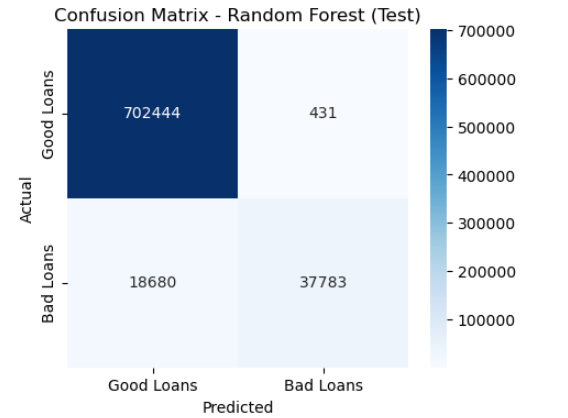 Confusion Matrix - Random Forest (Test)
Good Loans
702444
431
Actual
Bad Loans
18680
37783
Good Loans
Bad Loans
Predicted
700000
600000
500000
400000
300000
200000
100000